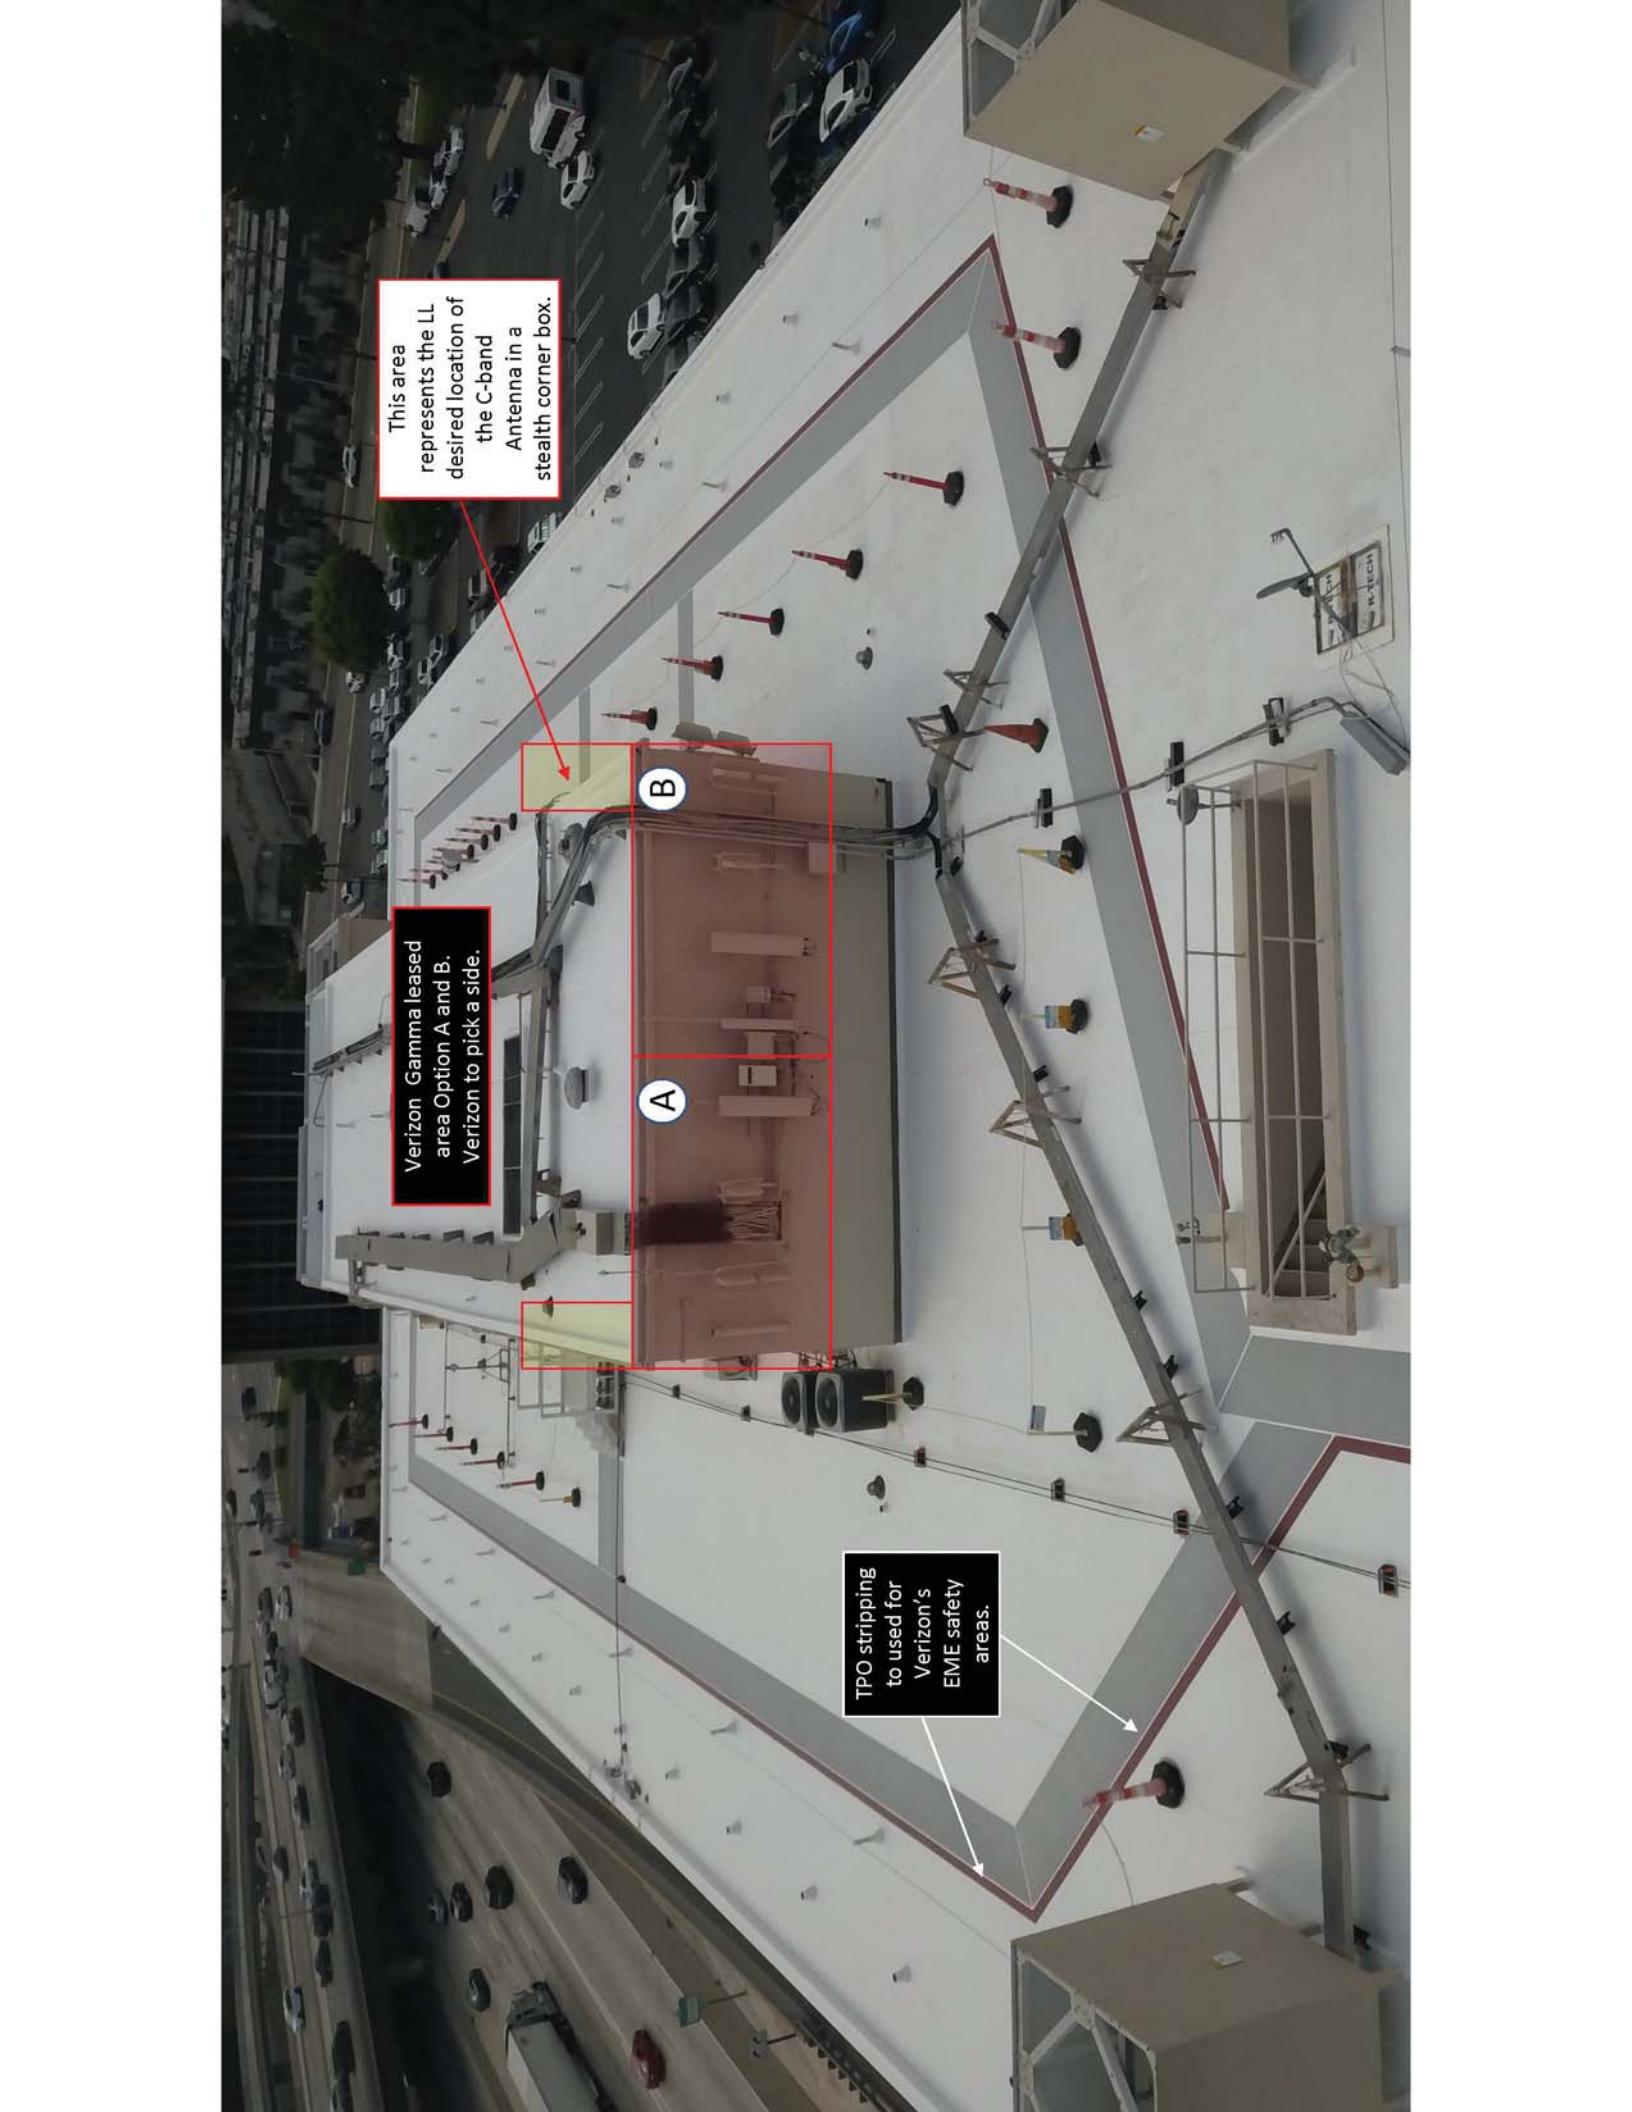 This area
represents the LL
desired location of
the C-band
Antenna in a
stealth corner box.
Verizon Gamma leased
area Option A and B.
Verizon to pick a side.
A
B
TPO stripping
to used for
Verizon's
EME safety
areas.
R-TECH